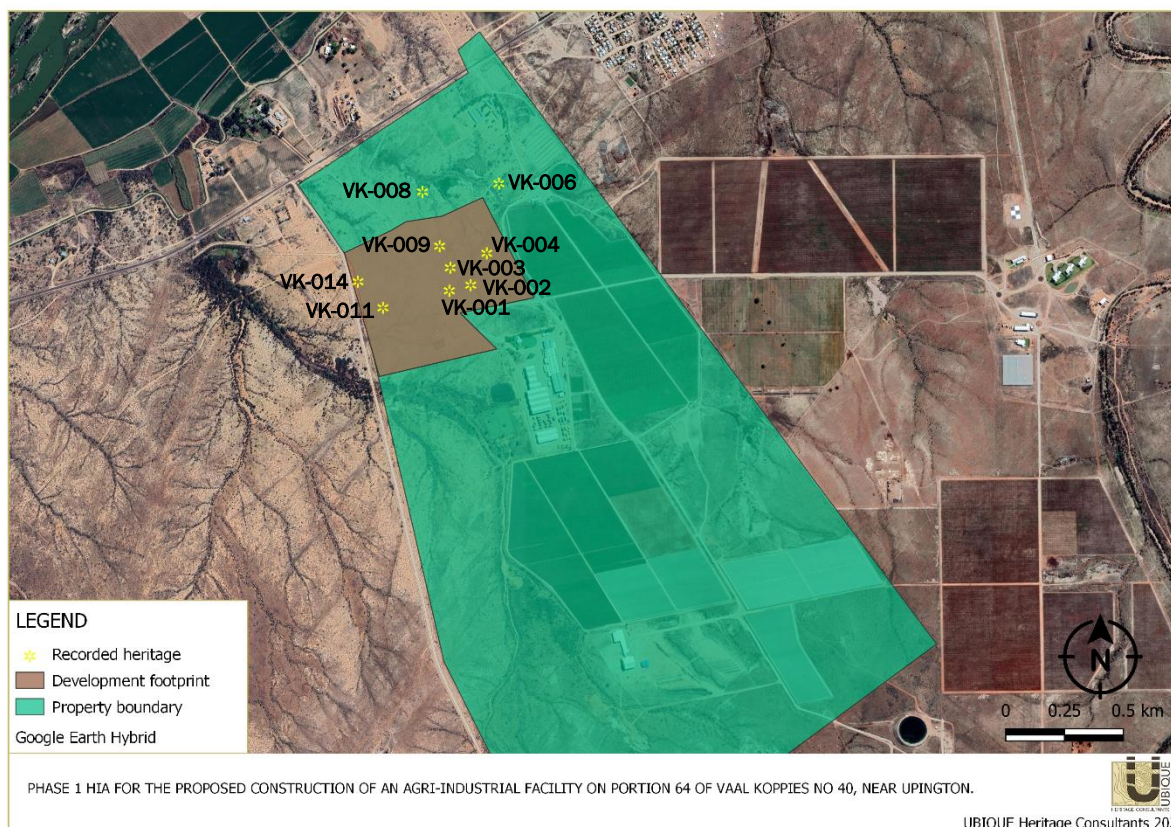 VK-008
VK-006
VK-009
VK-004
VK-003
VK-014
VK-002
VK-011
VK-001
LEGEND
Recorded heritage
Development footprint
Property boundary
Google Earth Hybrid
N
0 0.25 0.5 km
PHASE 1 HIA FOR THE PROPOSED CONSTRUCTION OF AN AGRI-INDUSTRIAL FACILITY ON PORTION 64 OF VAAL KOPPIES NO 40, NEAR UPINGTON.
UBIQUE
HERITAGE CONSULTANTS
UBIQUE Heritage Consultants 20